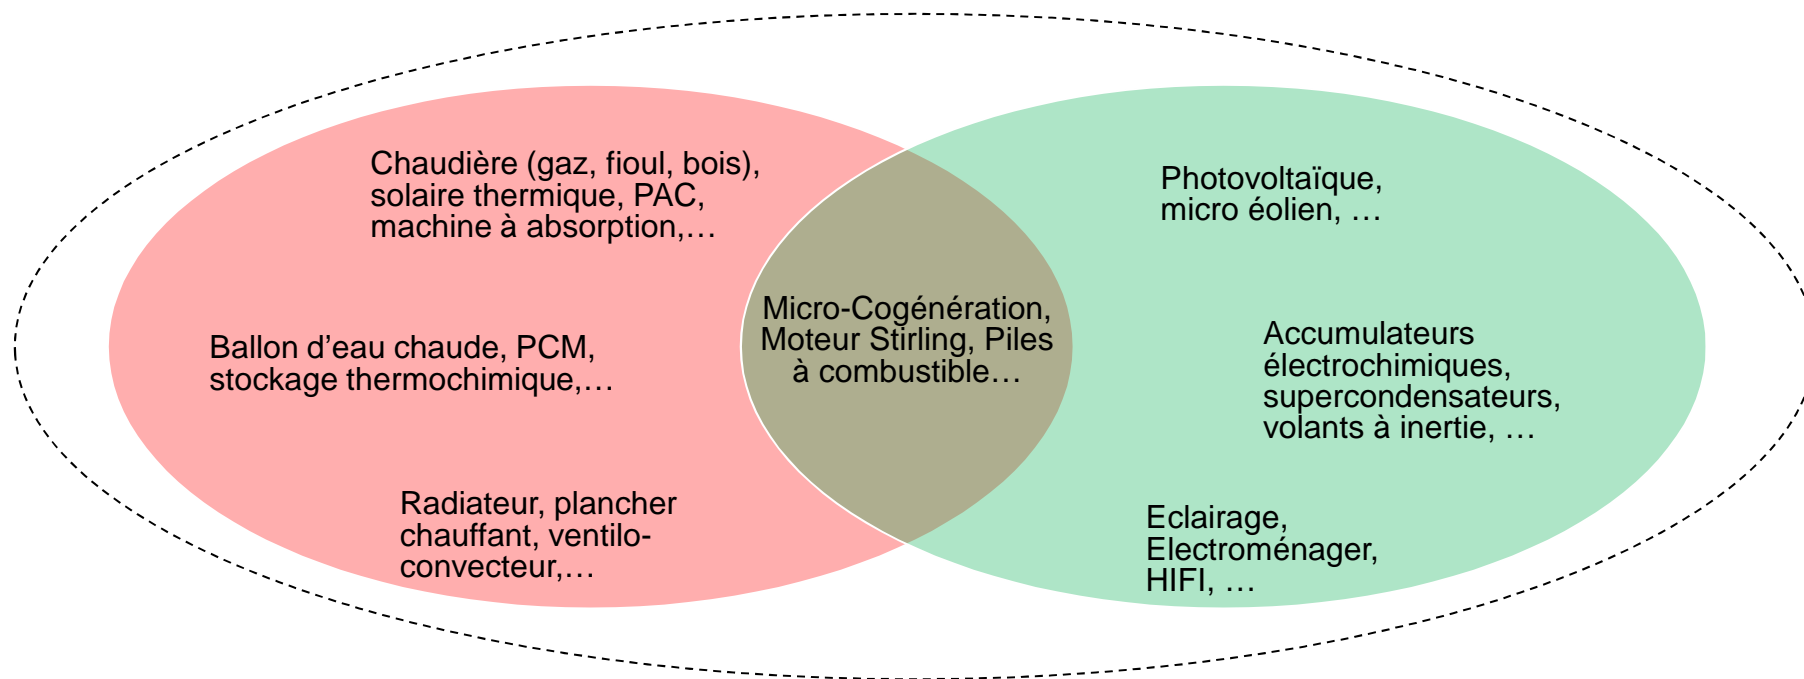 Chaudière (gaz, fioul, bois),
solaire thermique, PAC,
machine à absorption,…
Ballon d’eau chaude, PCM,
stockage thermochimique,…
Radiateur, plancher
chauffant, ventilo-
convecteur,…
Micro-Cogénération,
Moteur Stirling, Piles
à combustible…
Photovoltaïque,
micro éolien, …
Accumulateurs
électrochimiques,
supercondensateurs,
volants à inertie, …
Eclairage,
Electroménager,
HIFI, …